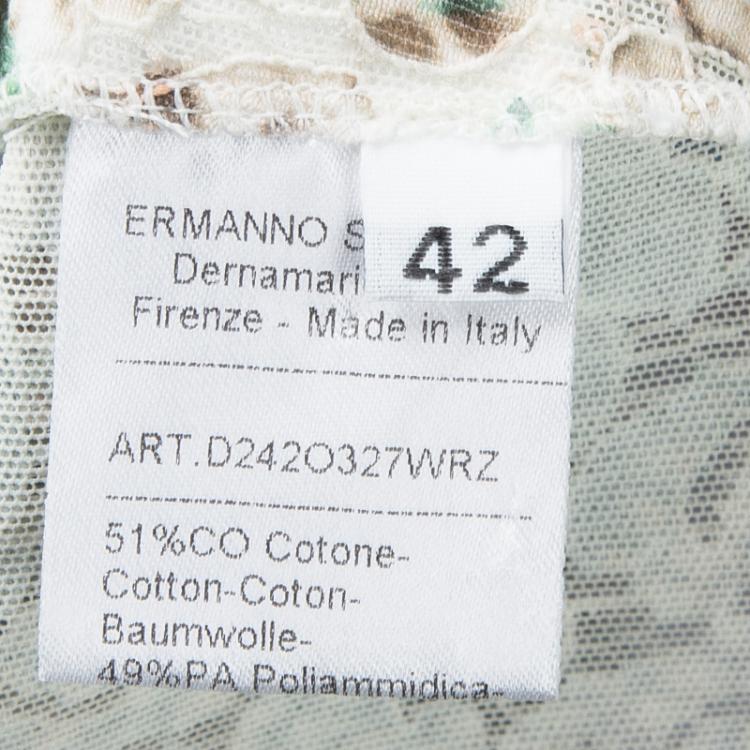 ERMANNO S
42
Dernamari
Firenze - Made in Italy
ART.D242O327WRZ
51%CO Cotone-
Cotton-Coton-
Baumwolle-
49%PA Poliammidica-